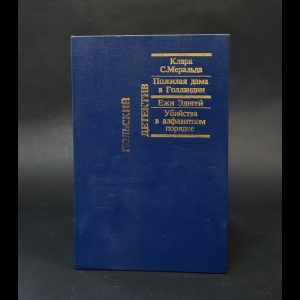 Клара
С.Меральда
Пожилая дама
в Голландии
Ежи Эдигей
Убийства
в алфавитном
порядке
ПОЛЬСКИЙ
ДЕТЕКТИВ